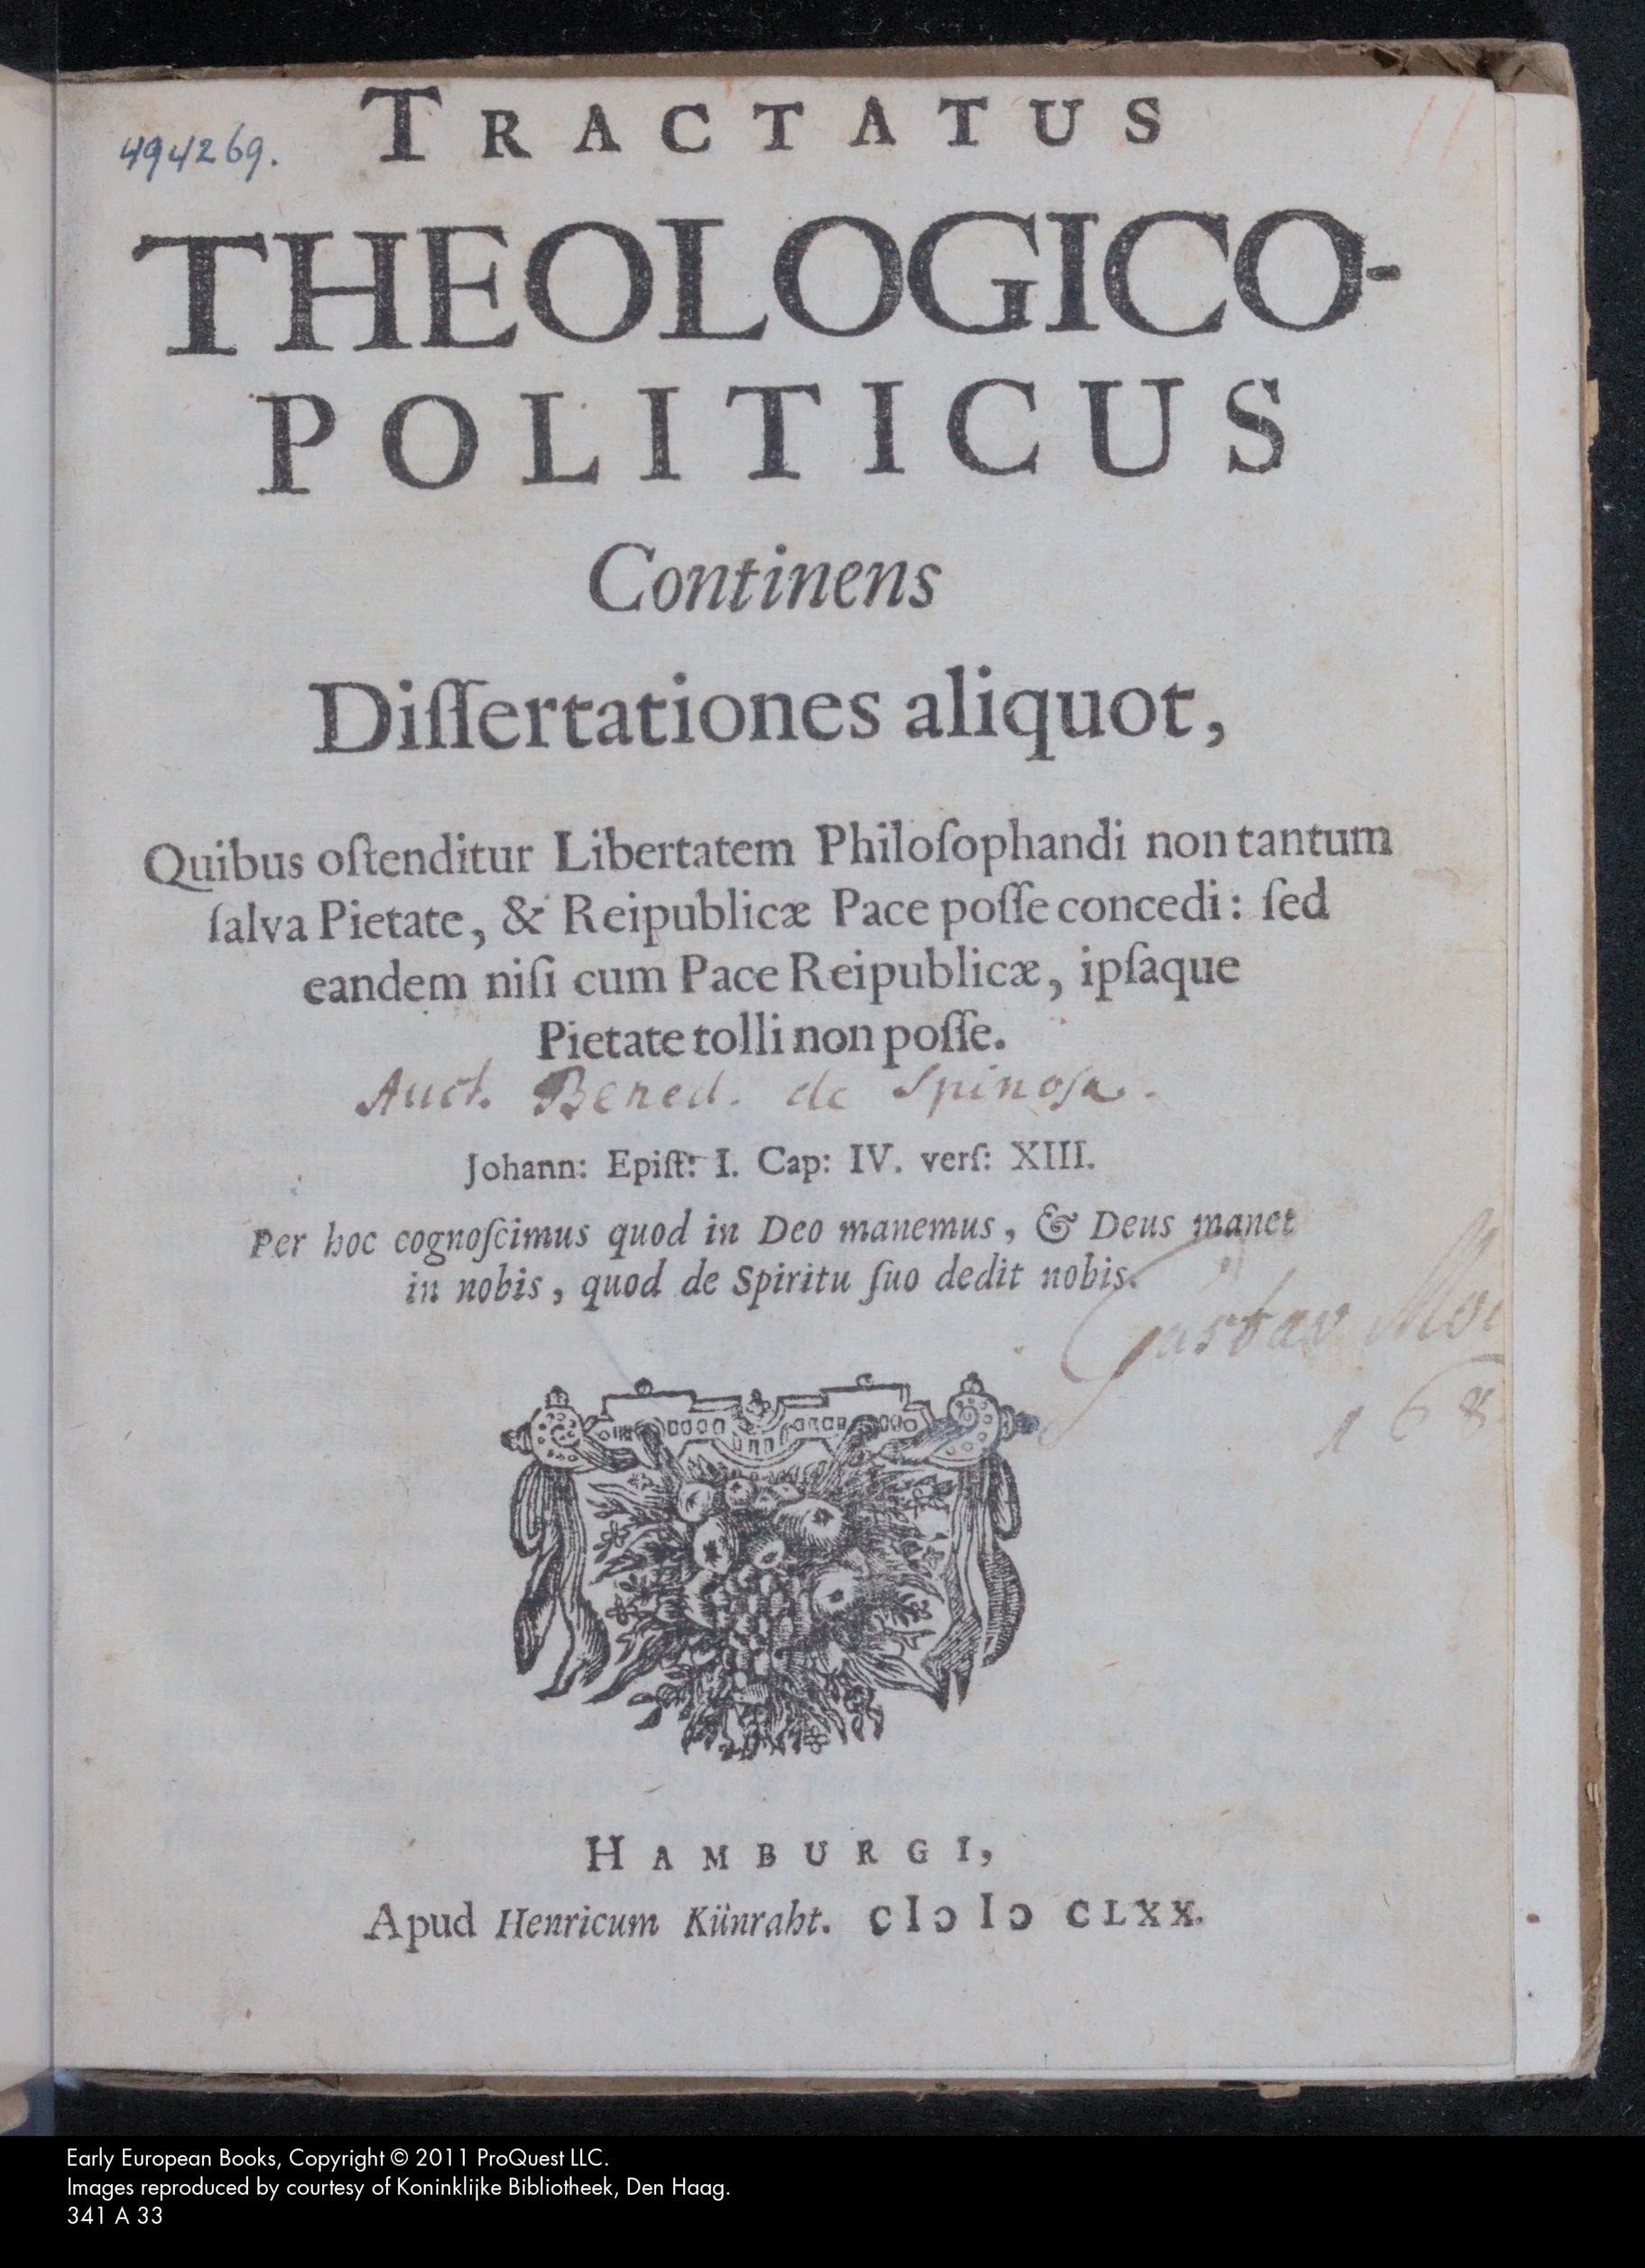 494269.
TRACTATUS
THEOLOGICO-
POLITICUS
Continens
Diſſertationes aliquot,
Quibus oſtenditur Libertatem Philoſophandi non tantum
ſalva Pietate, & Reipublicæ Pace poſſe concedi: ſed
eandem niſi cum Pace Reipublicæ, ipſaque
Pietate tolli non poſſe.
Auct. Bened. de Spinosa.
Johann: Epiſt: I. Cap: IV. verſ: XIII.
Per hoc cognoſcimus quod in Deo manemus, & Deus manet
in nobis, quod de Spiritu ſuo dedit nobis.
Gustav
168
HAMBURGI,
Apud Henricum Künraht. CIↃ IↃ CLXX.
Early European Books, Copyright © 2011 ProQuest LLC.
Images reproduced by courtesy of Koninklijke Bibliotheek, Den Haag.
341 A 33